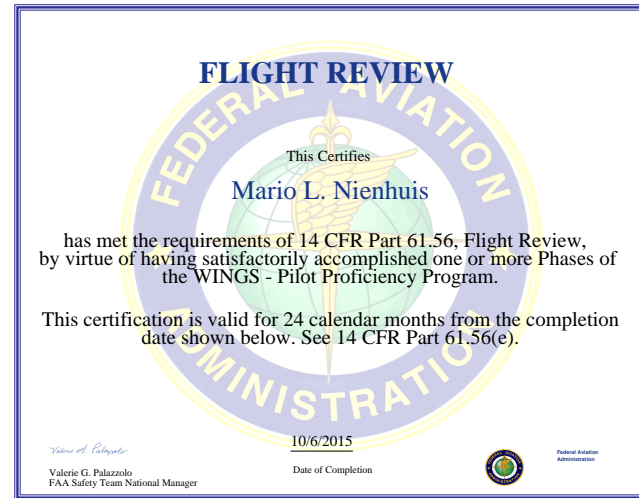 FLIGHT REVIEW
FEDERAL AVIATION
This Certifies
Mario L. Nienhuis
has met the requirements of 14 CFR Part 61.56, Flight Review,
by virtue of having satisfactorily accomplished one or more Phases of
the WINGS - Pilot Proficiency Program.
This certification is valid for 24 calendar months from the completion
date shown below. See 14 CFR Part 61.56(e).
ADMINISTRATION
Valerie G. Palazzolo
10/6/2015
Valerie G. Palazzolo
FAA Safety Team National Manager
Date of Completion
Federal Aviation
Administration